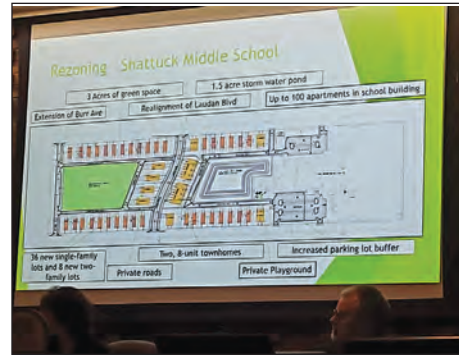 Rezoning Shattuck Middle School
3 Acres of green space
1.5 acre storm water pond
Extension of Burr Ave
Realignment of Laudan Blvd
Up to 100 apartments in school building
36 new single-family
lots and 8 new two-
family lots
Two, 8-unit townhomes
Increased parking lot buffer
Private roads
Private Playground